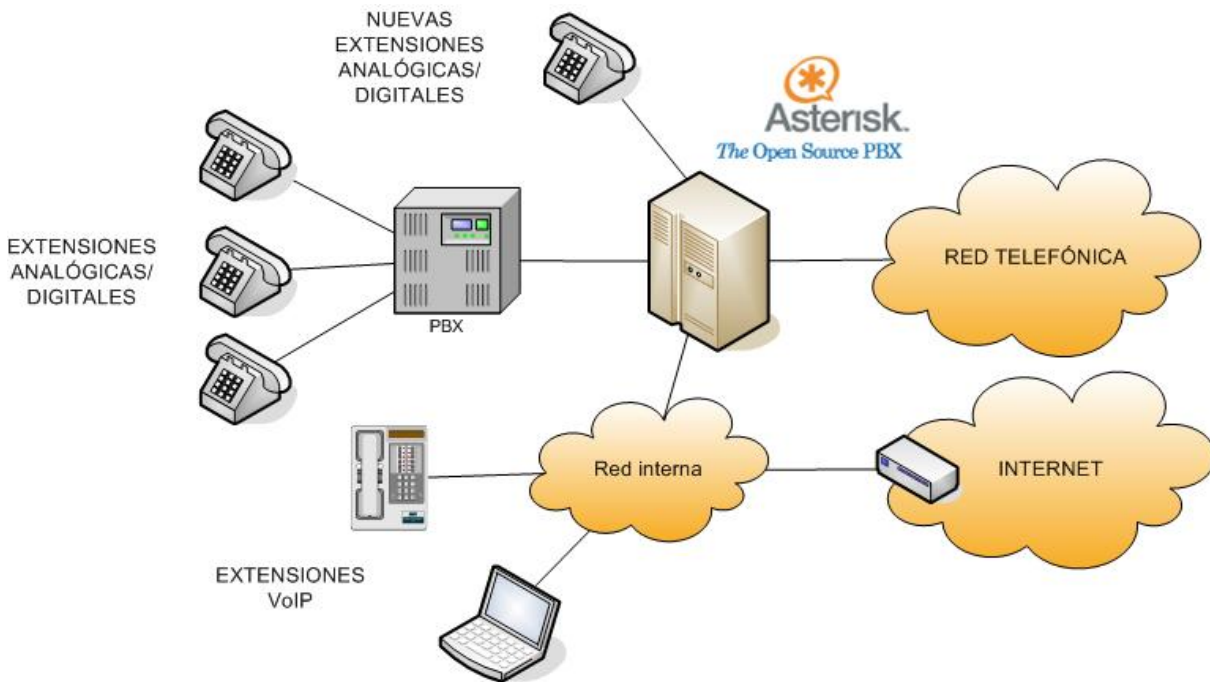 NUEVAS
EXTENSIONES
ANALÓGICAS/
DIGITALES
Asterisk™
The Open Source PBX
EXTENSIONES
ANALÓGICAS/
DIGITALES
PBX
RED TELEFÓNICA
Red interna
INTERNET
EXTENSIONES
VoIP